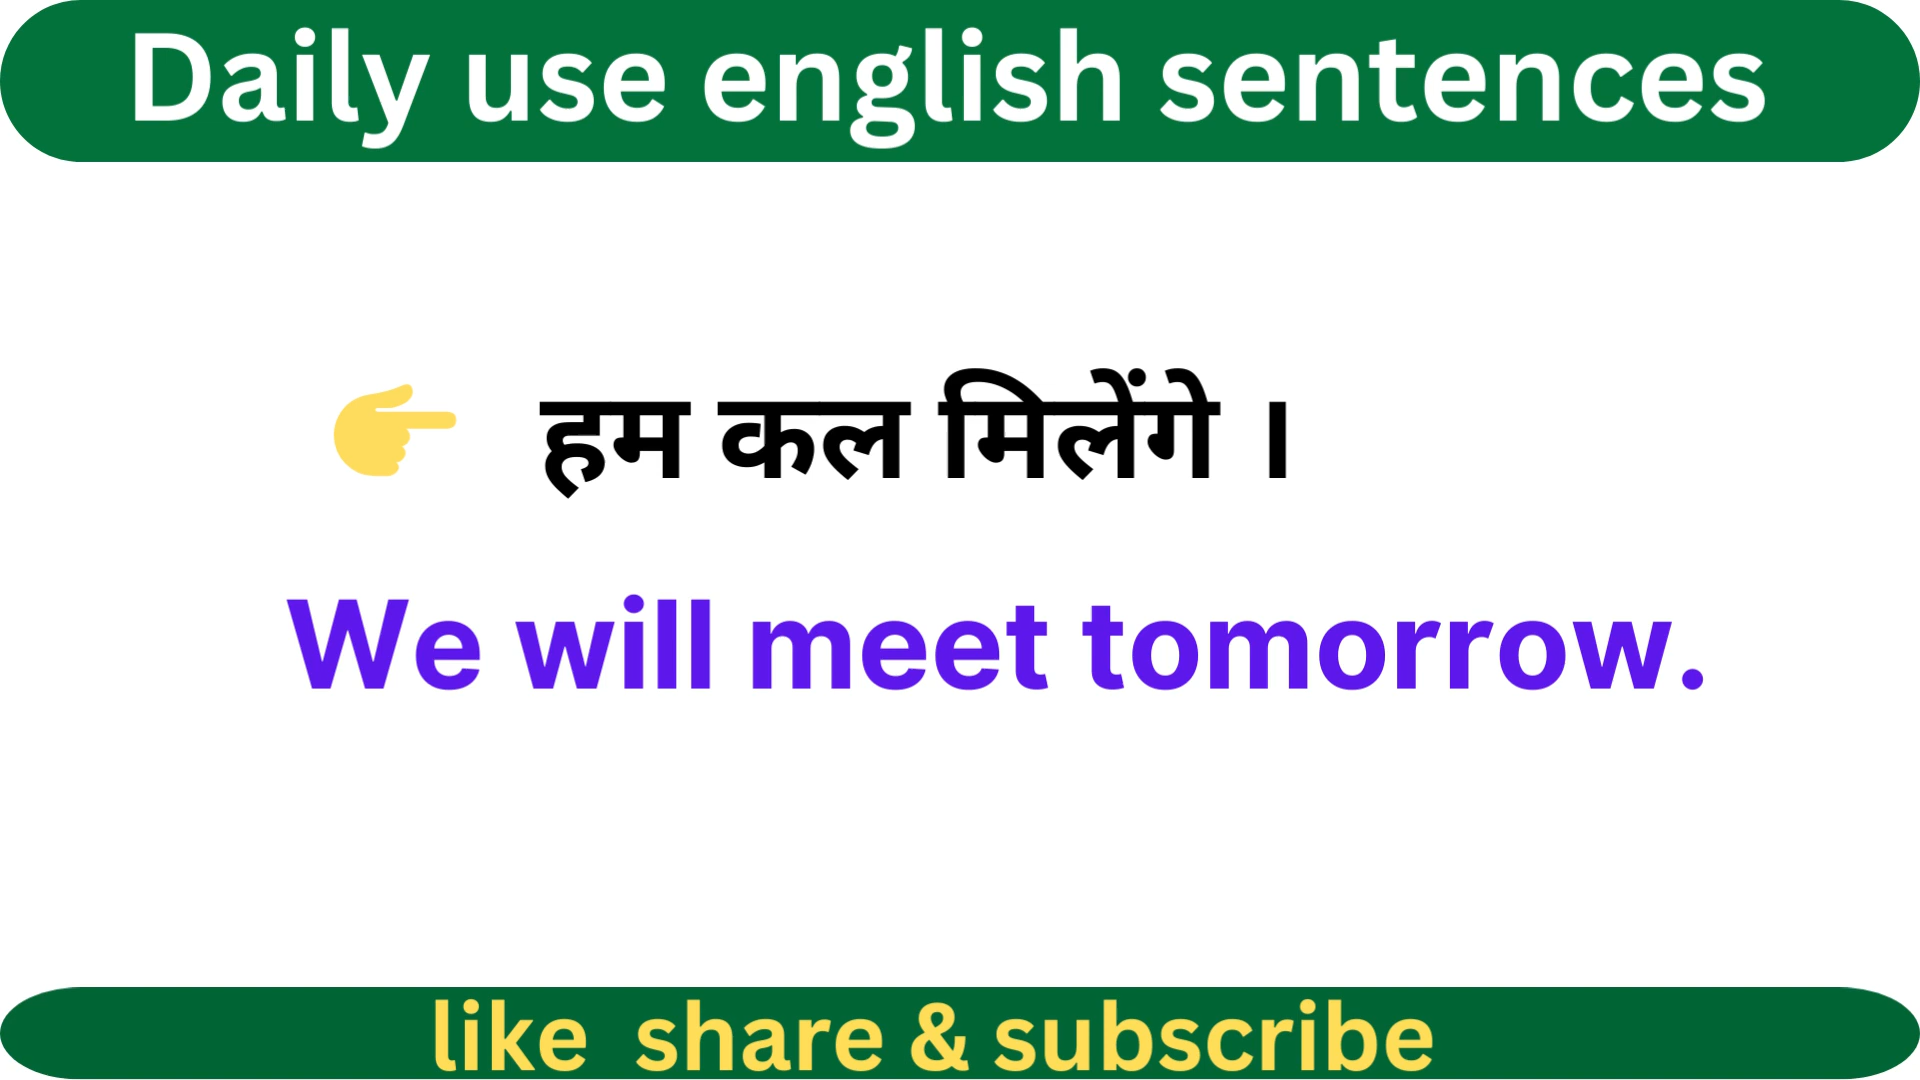 Daily use english sentences
हम कल मिलेंगे ।
We will meet tomorrow.
like share & subscribe